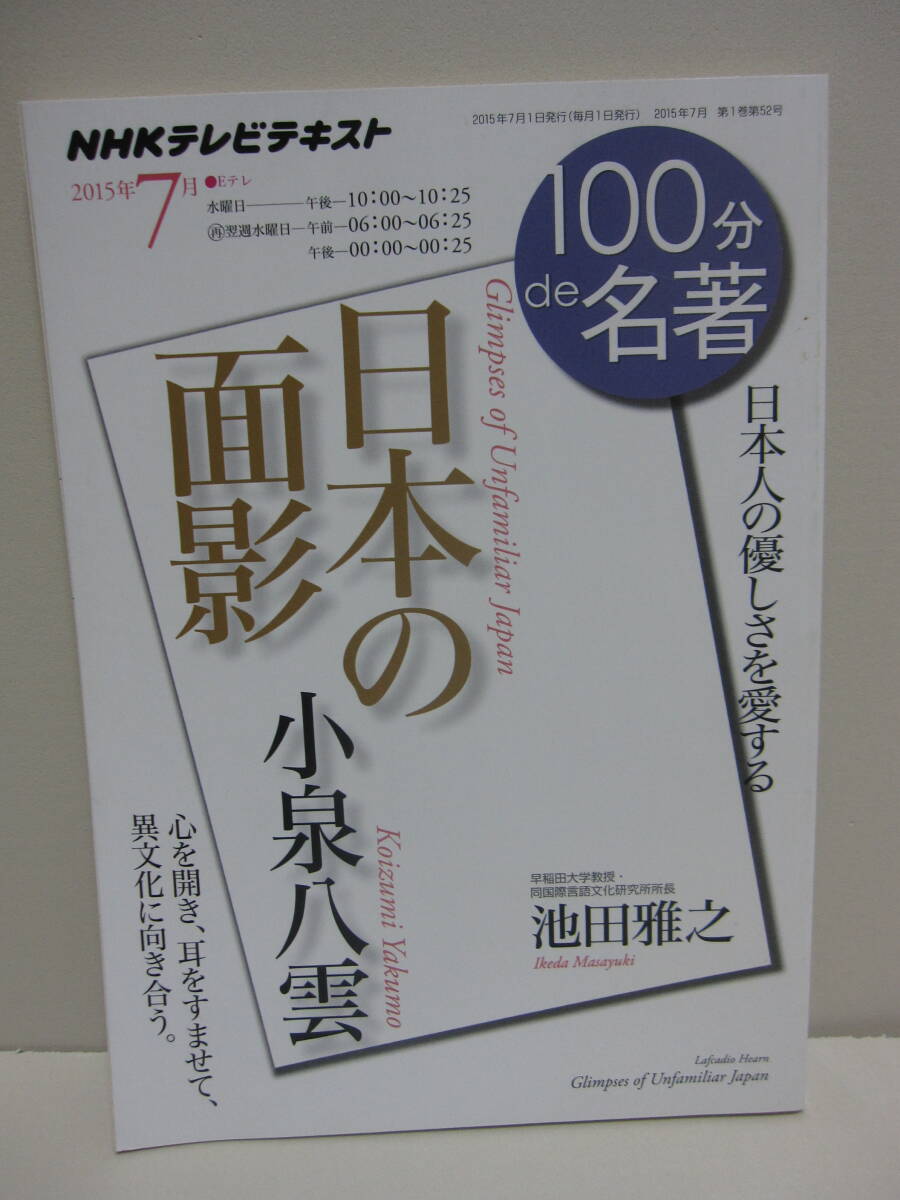 NHKテレビテキスト
2015年7月1日発行(毎月1日発行) 2015年7月 第1巻第52号
2015年7月
●Eテレ
水曜日―午後―10:00～10:25
㊢翌週水曜日―午前―06:00～06:25
午後―00:00～00:25
100分
de名著
日本人の優しさを愛する
Glimpses of Unfamiliar Japan
日本の
面影
小泉八雲
Koizumi Yakumo
心を開き、耳をすませて、
異文化に向き合う。
早稲田大学教授・
同国際言語文化研究所所長
池田雅之
Ikeda Masayuki
Lafcadio Hearn
Glimpses of Unfamiliar Japan